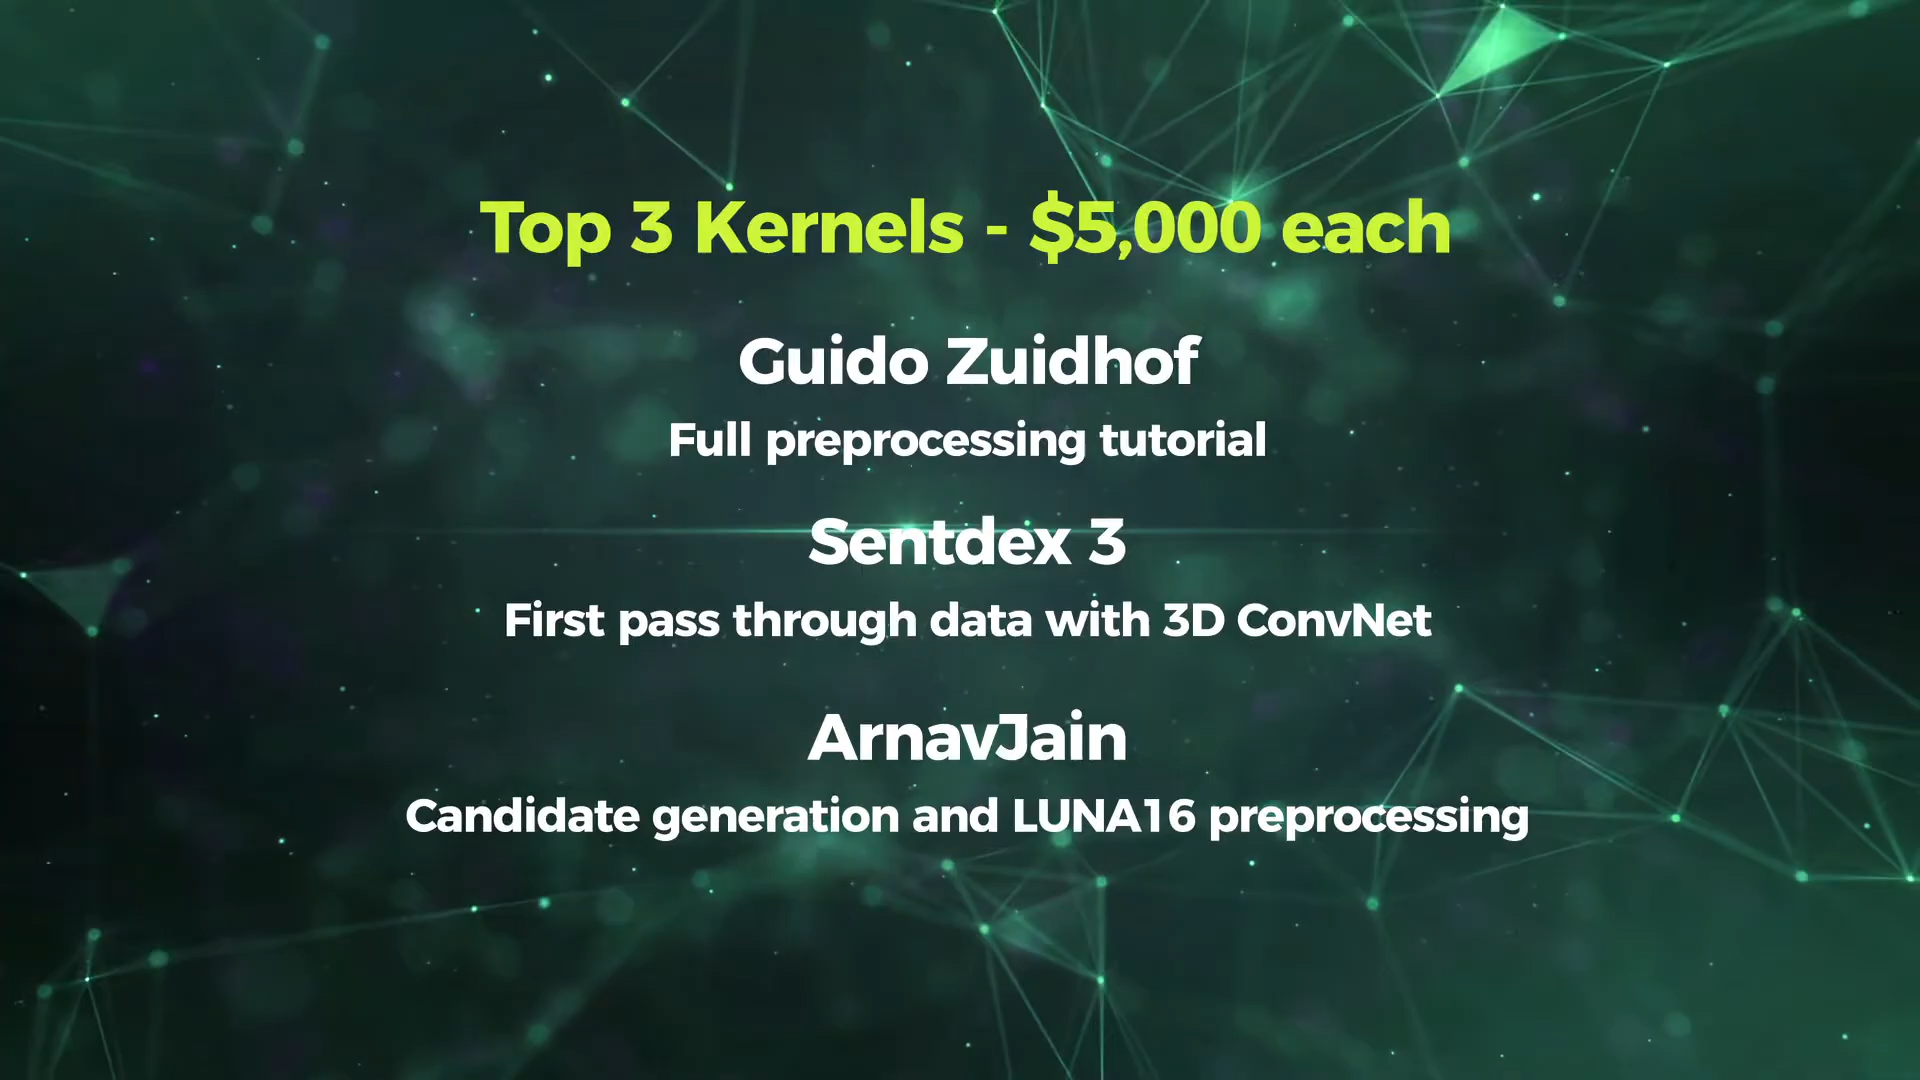 Top 3 Kernels - $5,000 each
Guido Zuidhof
Full preprocessing tutorial
Sentdex 3
First pass through data with 3D ConvNet
ArnavJain
Candidate generation and LUNA16 preprocessing